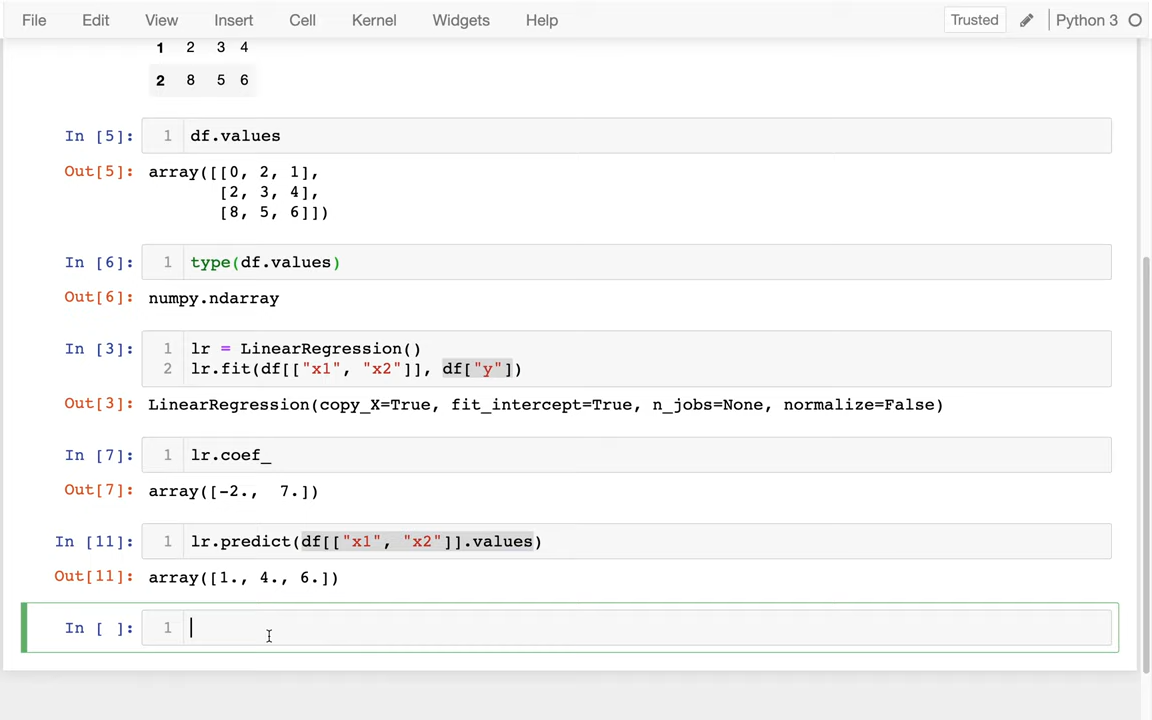 File Edit View Insert Cell Kernel Widgets Help Trusted Python 3
1 2 3 4
2 8 5 6
In [5]: 1 df.values
Out[5]: array([[0, 2, 1],
[2, 3, 4],
[8, 5, 6]])
In [6]: 1 type(df.values)
Out[6]: numpy.ndarray
In [3]: 1 lr = LinearRegression()
2 lr.fit(df[["x1", "x2"]], df["y"])
Out[3]: LinearRegression(copy_X=True, fit_intercept=True, n_jobs=None, normalize=False)
In [7]: 1 lr.coef_
Out[7]: array([-2., 7.])
In [11]: 1 lr.predict(df[["x1", "x2"]].values)
Out[11]: array([1., 4., 6.])
In [ ]: 1